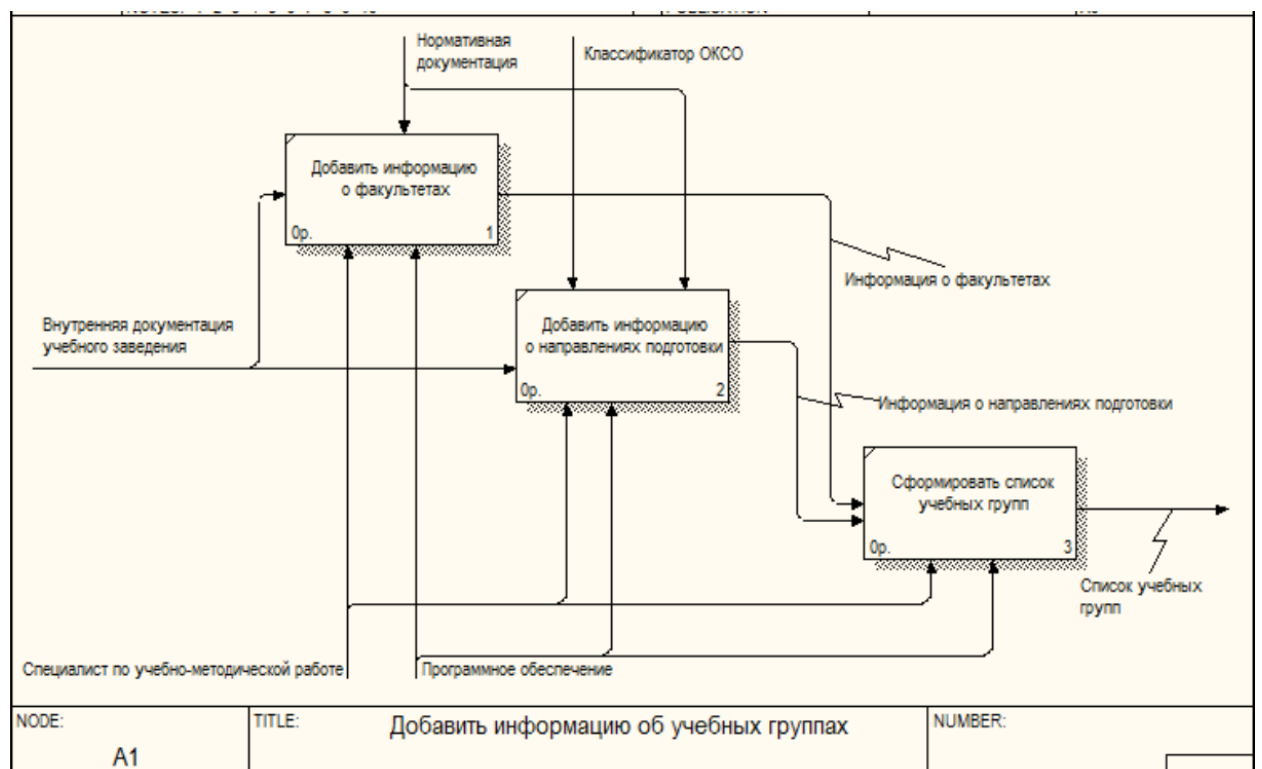 Нормативная
документация
Классификатор ОКСО
Добавить информацию
о факультетах
0р.
1
Информация о факультетах
Внутренняя документация
учебного заведения
Добавить информацию
о направлениях подготовки
0р.
2
Информация о направлениях подготовки
Сформировать список
учебных групп
0р.
3
Список учебных
групп
Специалист по учебно-методической работе
Программное обеспечение
NODE:
A1
TITLE:
Добавить информацию об учебных группах
NUMBER: